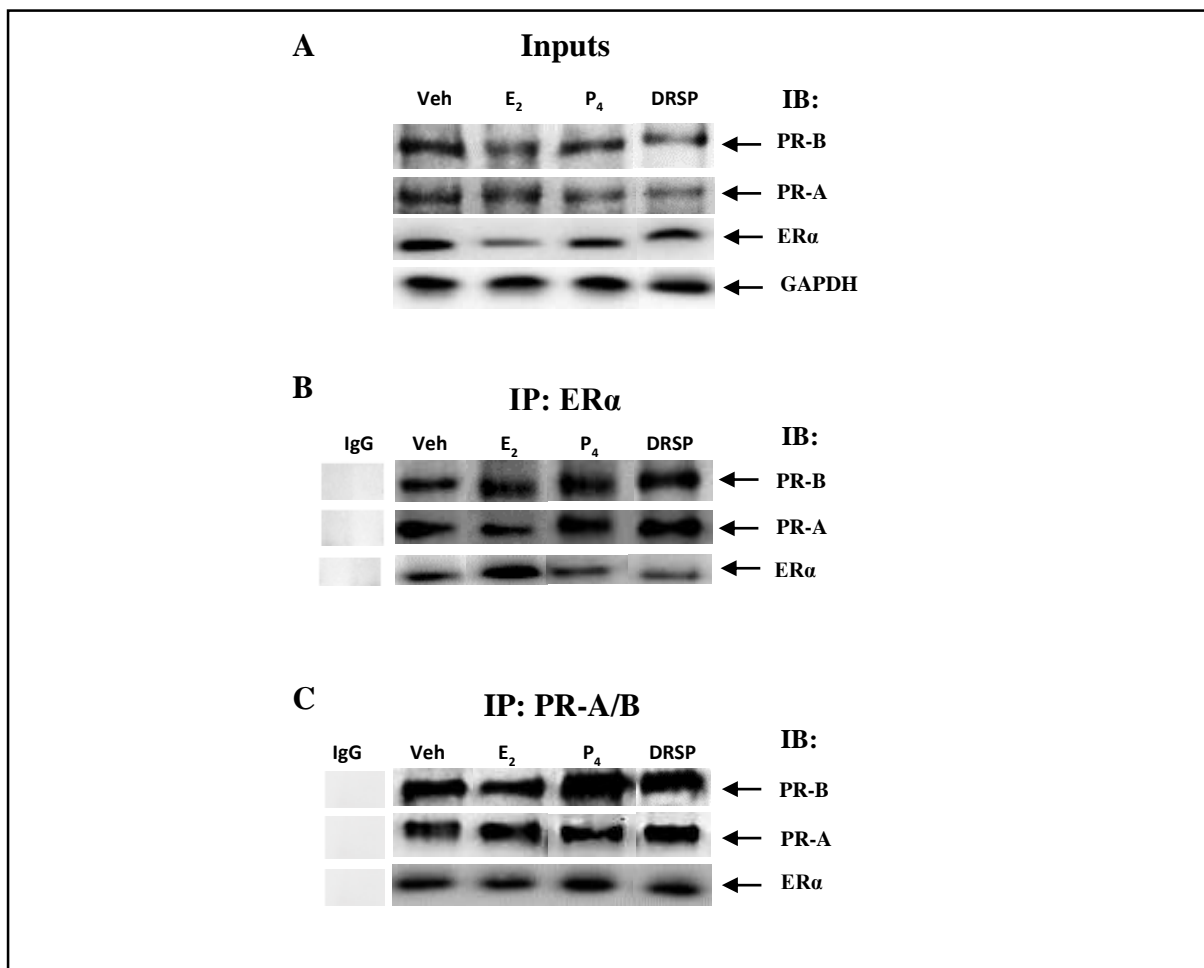 A Inputs
Veh E₂ P₄ DRSP IB:
PR-B
PR-A
ERα
GAPDH
B IP: ERα
IgG Veh E₂ P₄ DRSP IB:
PR-B
PR-A
ERα
C IP: PR-A/B
IgG Veh E₂ P₄ DRSP IB:
PR-B
PR-A
ERα